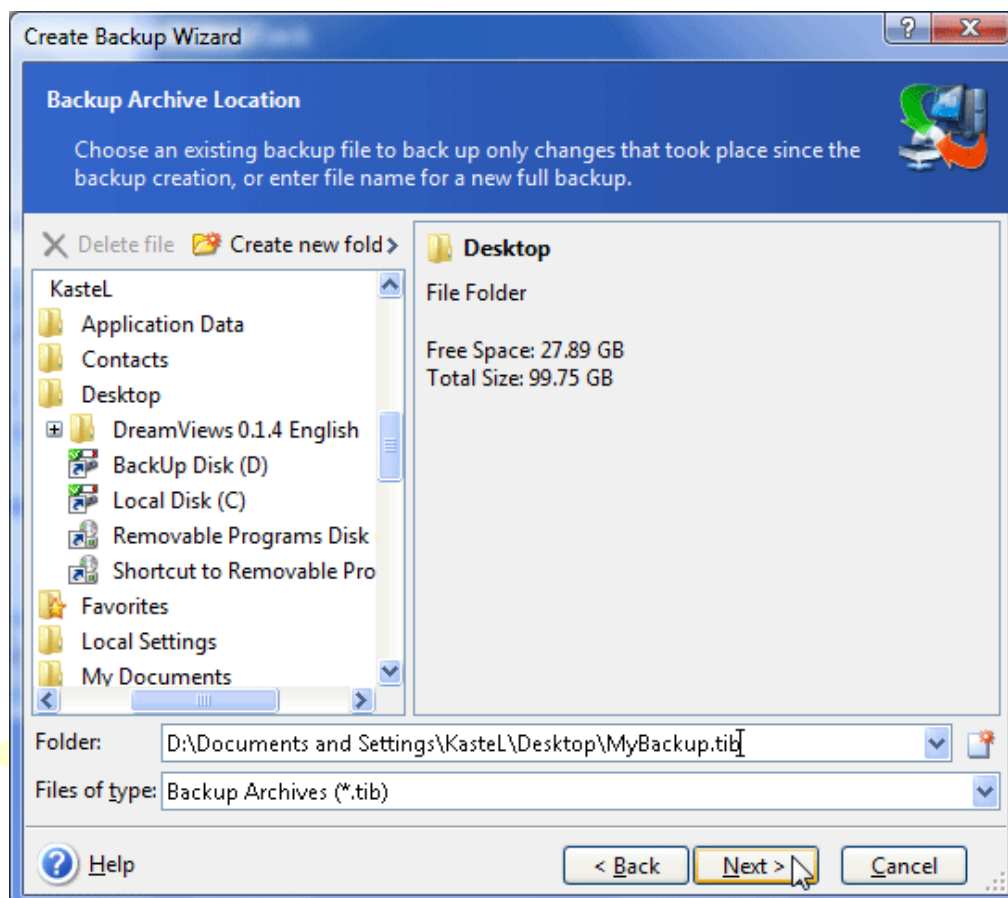 Create Backup Wizard
Backup Archive Location
Choose an existing backup file to back up only changes that took place since the
backup creation, or enter file name for a new full backup.
Delete file Create new fold
KasteL
Application Data
Contacts
Desktop
DreamViews 0.1.4 English
BackUp Disk (D)
Local Disk (C)
Removable Programs Disk
Shortcut to Removable Pro
Favorites
Local Settings
My Documents
Desktop
File Folder
Free Space: 27.89 GB
Total Size: 99.75 GB
Folder: D:\Documents and Settings\KasteL\Desktop\MyBackup.tib
Files of type: Backup Archives (*.tib)
Help
< Back Next > Cancel